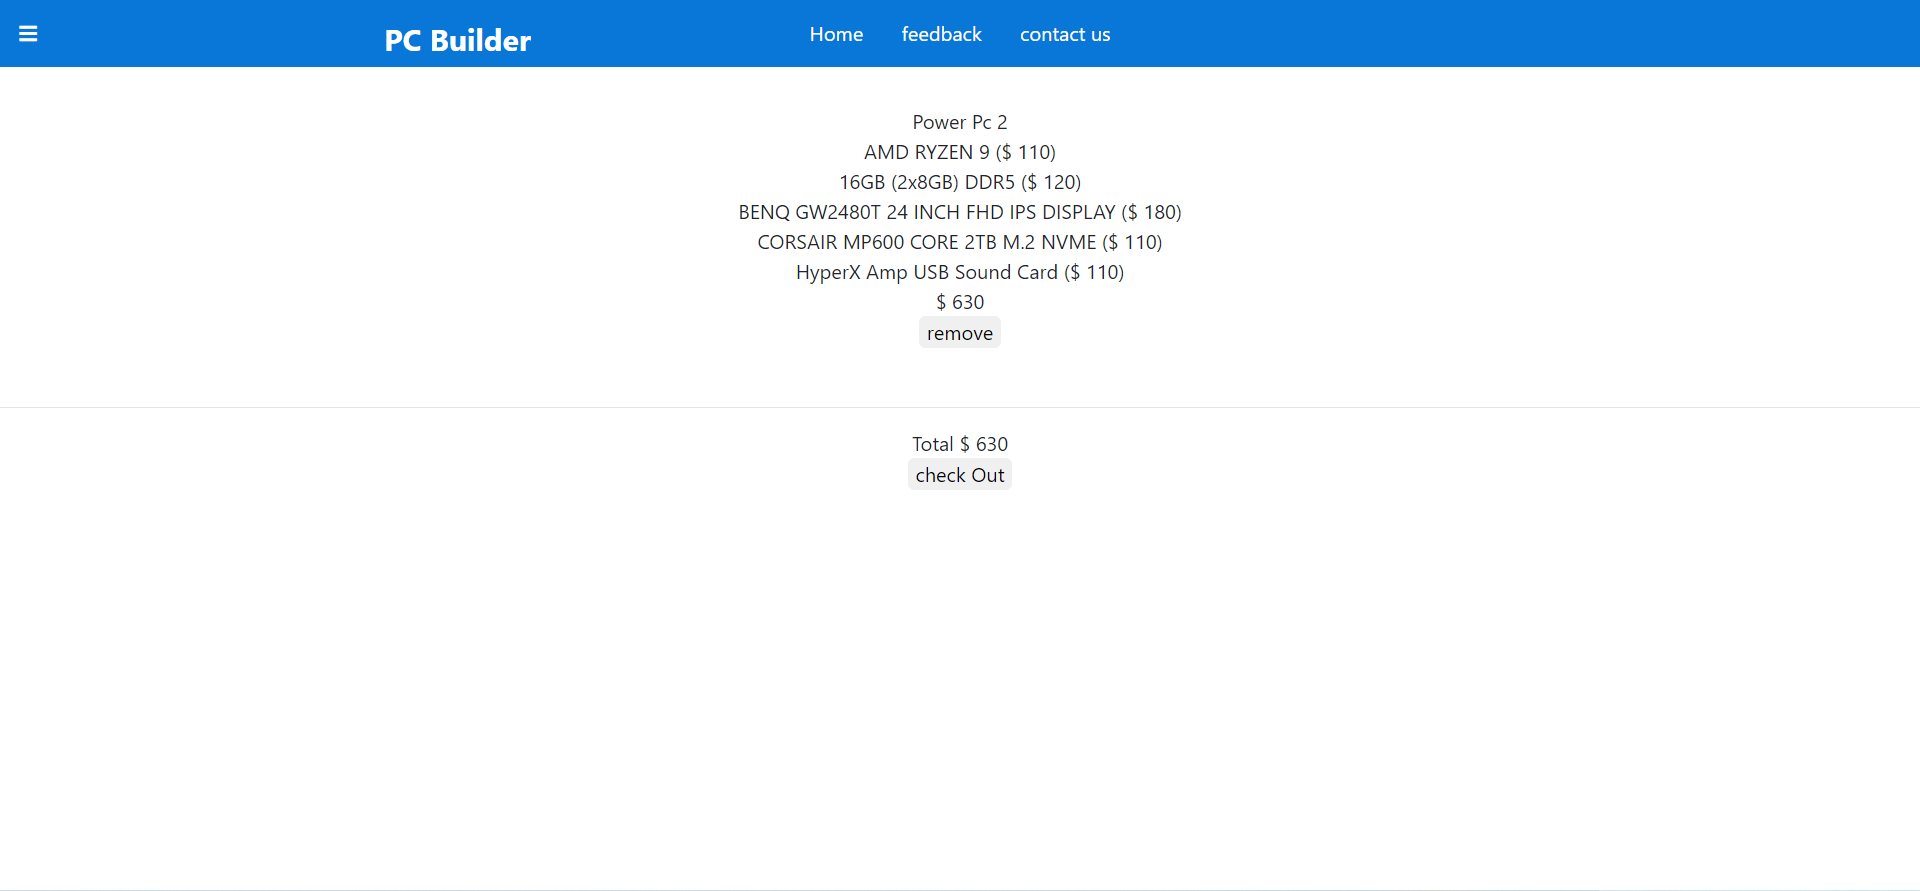 PC Builder
Home feedback contact us
Power Pc 2
AMD RYZEN 9 ($ 110)
16GB (2x8GB) DDR5 ($ 120)
BENQ GW2480T 24 INCH FHD IPS DISPLAY ($ 180)
CORSAIR MP600 CORE 2TB M.2 NVME ($ 110)
HyperX Amp USB Sound Card ($ 110)
$ 630
remove
Total $ 630
check Out